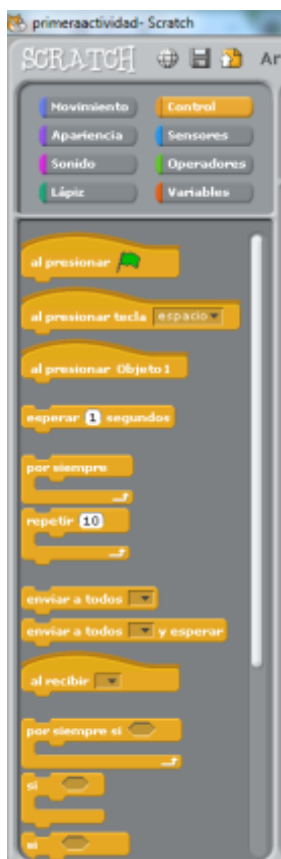 primeraactividad- Scratch
SCRATCH Ar
Movimiento Control
Apariencia Sensores
Sonido Operadores
Lápiz Variables
al presionar
al presionar tecla espacio
al presionar Objeto1
esperar 1 segundos
por siempre
repetir 10
enviar a todos
enviar a todos y esperar
al recibir
por siempre si
si
si